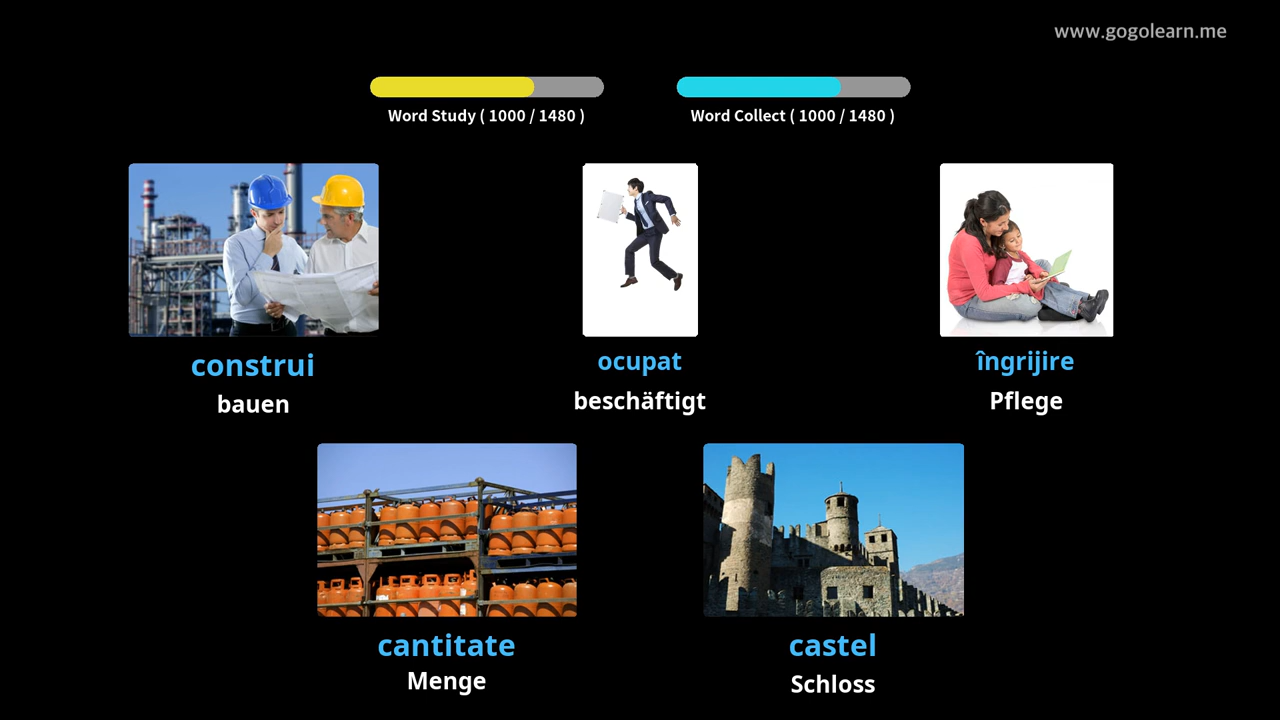 www.gogolearn.me
Word Study ( 1000 / 1480 )
Word Collect ( 1000 / 1480 )
construi
bauen
ocupat
beschäftigt
îngrijire
Pflege
cantitate
Menge
castel
Schloss